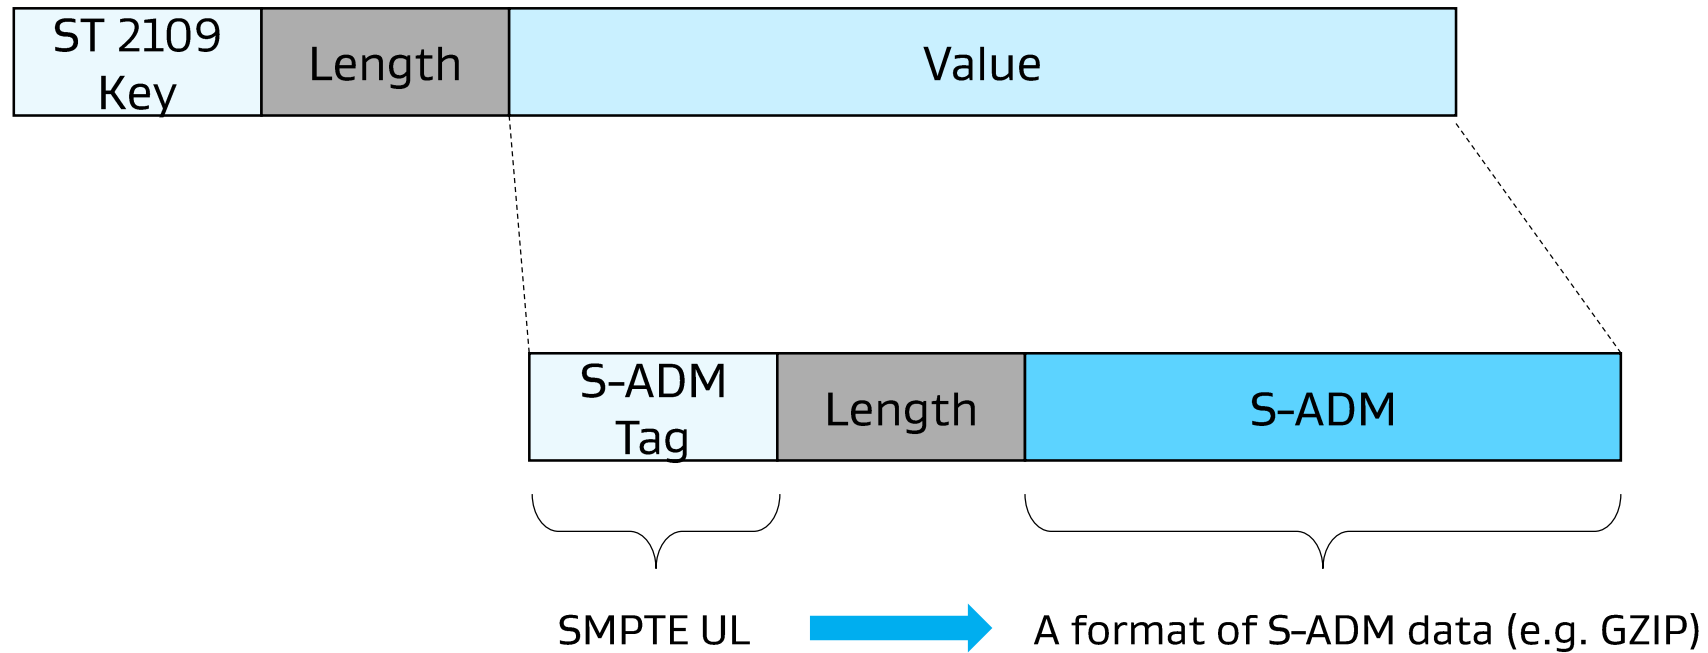 ST 2109
Key
Length
Value
S-ADM
Tag
Length
S-ADM
SMPTE UL
A format of S-ADM data (e.g. GZIP)